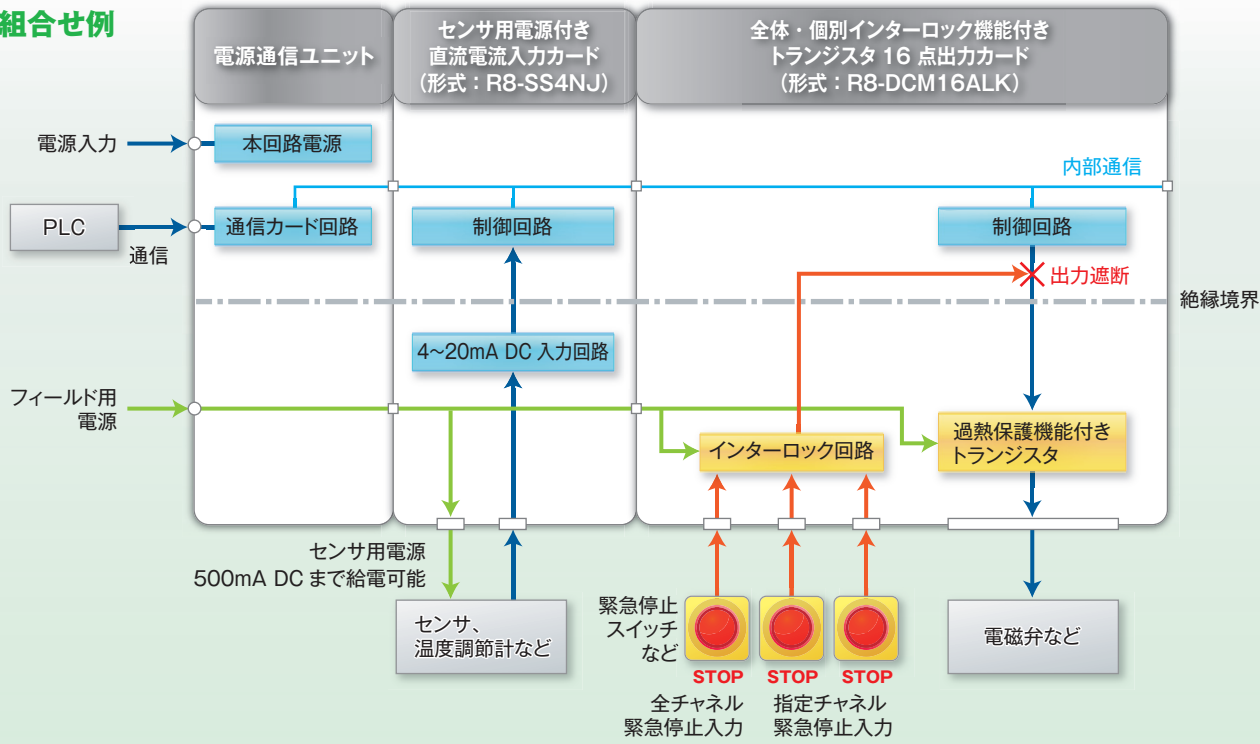 組合せ例
電源通信ユニット
センサ用電源付き
直流電流入力カード
（形式：R8-SS4NJ）
全体・個別インターロック機能付き
トランジスタ 16 点出力カード
（形式：R8-DCM16ALK）
電源入力
本回路電源
内部通信
PLC
通信
通信カード回路
制御回路
制御回路
出力遮断
絶縁境界
4~20mA DC 入力回路
フィールド用
電源
インターロック回路
過熱保護機能付き
トランジスタ
センサ用電源
500mA DC まで給電可能
センサ、
温度調節計など
緊急停止
スイッチ
など
STOP
STOP
STOP
全チャネル
緊急停止入力
指定チャネル
緊急停止入力
電磁弁など